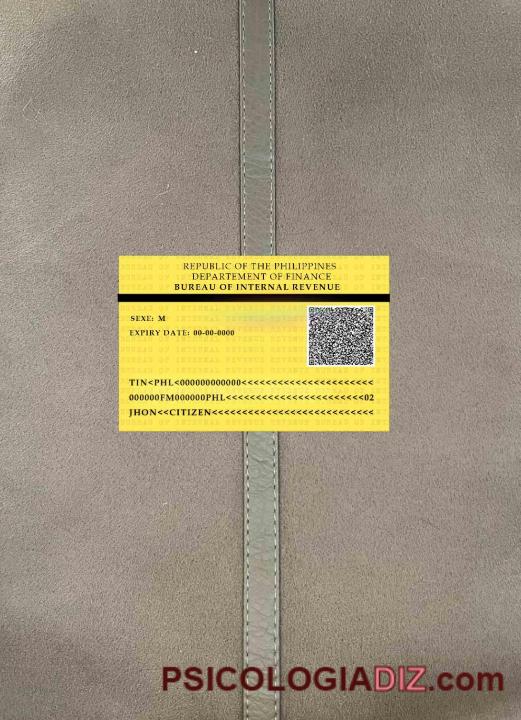 REPUBLIC OF THE PHILIPPINES
DEPARTEMENT OF FINANCE
BUREAU OF INTERNAL REVENUE
SEXE: M
EXPIRY DATE: 00-00-0000
TIN<PHL<000000000000<<<<<<<<<<<<<<<<<<<<<<
000000FM000000PHL<<<<<<<<<<<<<<<<<<<<<<<02
JHON<<CITIZEN<<<<<<<<<<<<<<<<<<<<<<<<<<<
PSICOLOGIADIZ.com